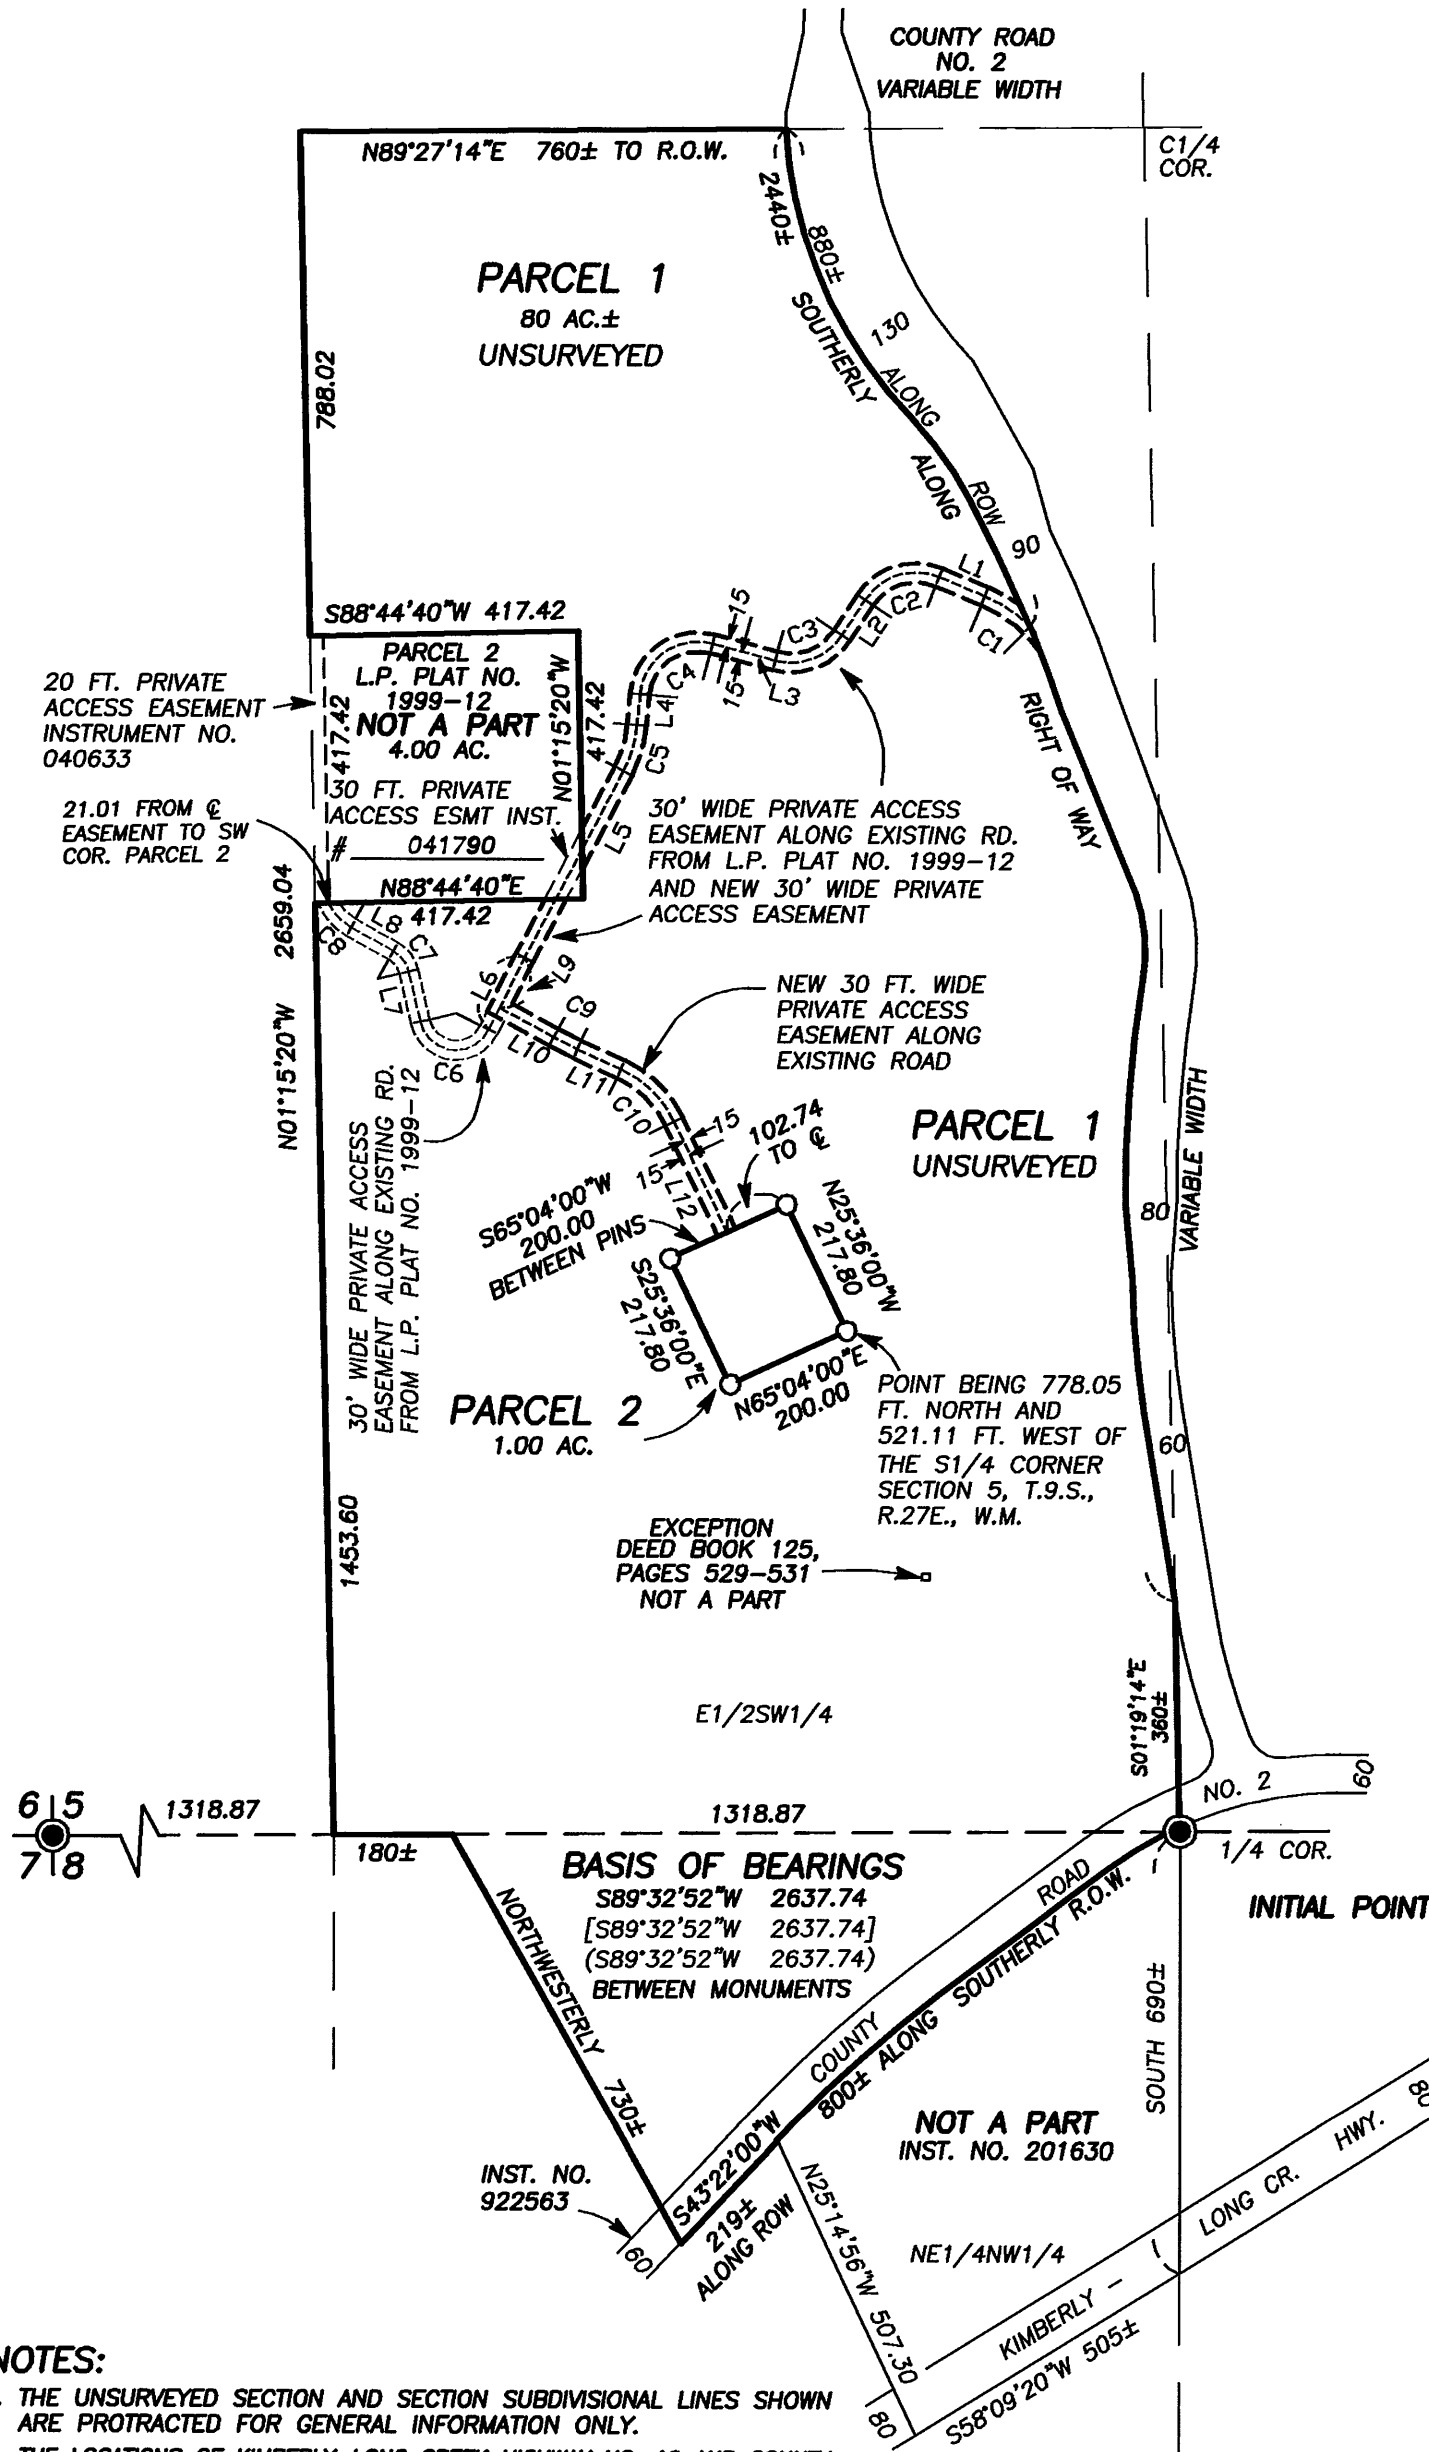 COUNTY ROAD
NO. 2
VARIABLE WIDTH
C1/4
COR.
N89°27'14"E 760± TO R.O.W.
2440±
880±
SOUTHERLY
130
ALONG
ALONG
ROW
90
PARCEL 1
80 AC.±
UNSURVEYED
788.02
L1
C2
C1
L2
C3
15
15
L3
C4
L4
C5
L5
S88°44'40"W 417.42
PARCEL 2
L.P. PLAT NO.
1999-12
NOT A PART
4.00 AC.
417.42
N01°15'20"W
417.42
30 FT. PRIVATE
ACCESS ESMT INST.
# 041790
N88°44'40"E
417.42
20 FT. PRIVATE
ACCESS EASEMENT
INSTRUMENT NO.
040633
21.01 FROM ℄
EASEMENT TO SW
COR. PARCEL 2
RIGHT OF WAY
30' WIDE PRIVATE ACCESS
EASEMENT ALONG EXISTING RD.
FROM L.P. PLAT NO. 1999-12
AND NEW 30' WIDE PRIVATE
ACCESS EASEMENT
N01°15'20"W 2659.04
C8
L8
C7
L7
C6
L6
L9
C9
L10
L11
C10
15
15
L12
NEW 30 FT. WIDE
PRIVATE ACCESS
EASEMENT ALONG
EXISTING ROAD
30' WIDE PRIVATE ACCESS
EASEMENT ALONG EXISTING RD.
FROM L.P. PLAT NO. 1999-12
102.74
TO ℄
PARCEL 1
UNSURVEYED
VARIABLE WIDTH
80
S65°04'00"W
200.00
BETWEEN PINS
N25°36'00"W
217.80
S25°36'00"E
217.80
N65°04'00"E
200.00
PARCEL 2
1.00 AC.
POINT BEING 778.05
FT. NORTH AND
521.11 FT. WEST OF
THE S1/4 CORNER
SECTION 5, T.9.S.,
R.27E., W.M.
60
1453.60
EXCEPTION
DEED BOOK 125,
PAGES 529-531
NOT A PART
E1/2SW1/4
S01°19'14"E
360±
NO. 2
60
6 5
7 8
1318.87
1318.87
1/4 COR.
180±
INITIAL POINT
BASIS OF BEARINGS
S89°32'52"W 2637.74
[S89°32'52"W 2637.74]
(S89°32'52"W 2637.74)
BETWEEN MONUMENTS
NORTHWESTERLY 730±
COUNTY ROAD
800± ALONG SOUTHERLY R.O.W.
SOUTH 690±
S43°22'00"W
219±
ALONG ROW
INST. NO.
922563
60
NOT A PART
INST. NO. 201630
N25°14'56"W 507.30
NE1/4NW1/4
KIMBERLY - LONG CR. HWY.
80
S58°09'20"W 505±
80
NOTES:
THE UNSURVEYED SECTION AND SECTION SUBDIVISIONAL LINES SHOWN
ARE PROTRACTED FOR GENERAL INFORMATION ONLY.